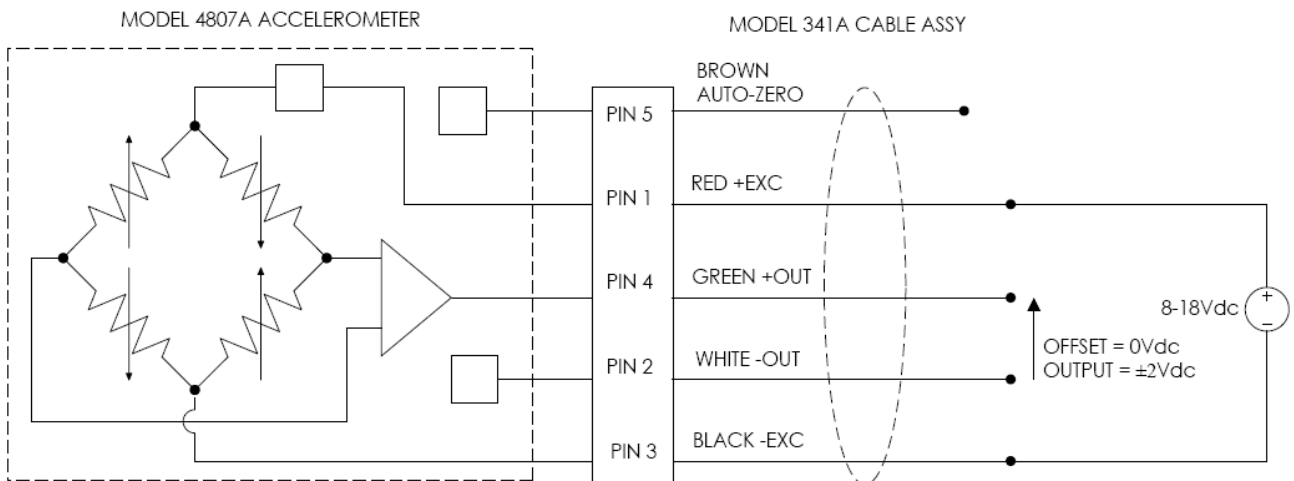 MODEL 4807A ACCELEROMETER
MODEL 341A CABLE ASSY
BROWN
AUTO-ZERO
PIN 5
RED +EXC
PIN 1
GREEN +OUT
PIN 4
8-18Vdc
+
−
OFFSET = 0Vdc
OUTPUT = ±2Vdc
WHITE -OUT
PIN 2
BLACK -EXC
PIN 3